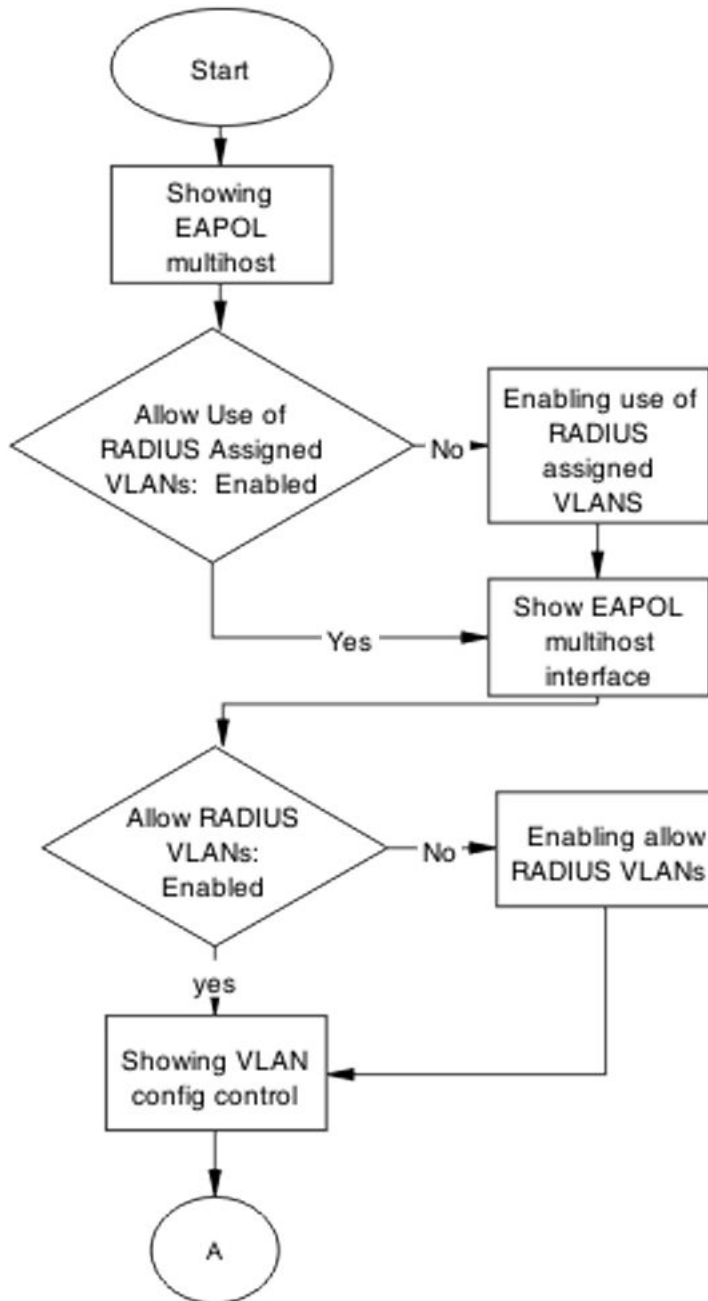 Start
Showing
EAPOL
multihost
Allow Use of
RADIUS Assigned
VLANs: Enabled
No
Enabling use of
RADIUS
assigned
VLANS
Yes
Show EAPOL
multihost
interface
Allow RADIUS
VLANs:
Enabled
No
Enabling allow
RADIUS VLANs
yes
Showing VLAN
config control
A